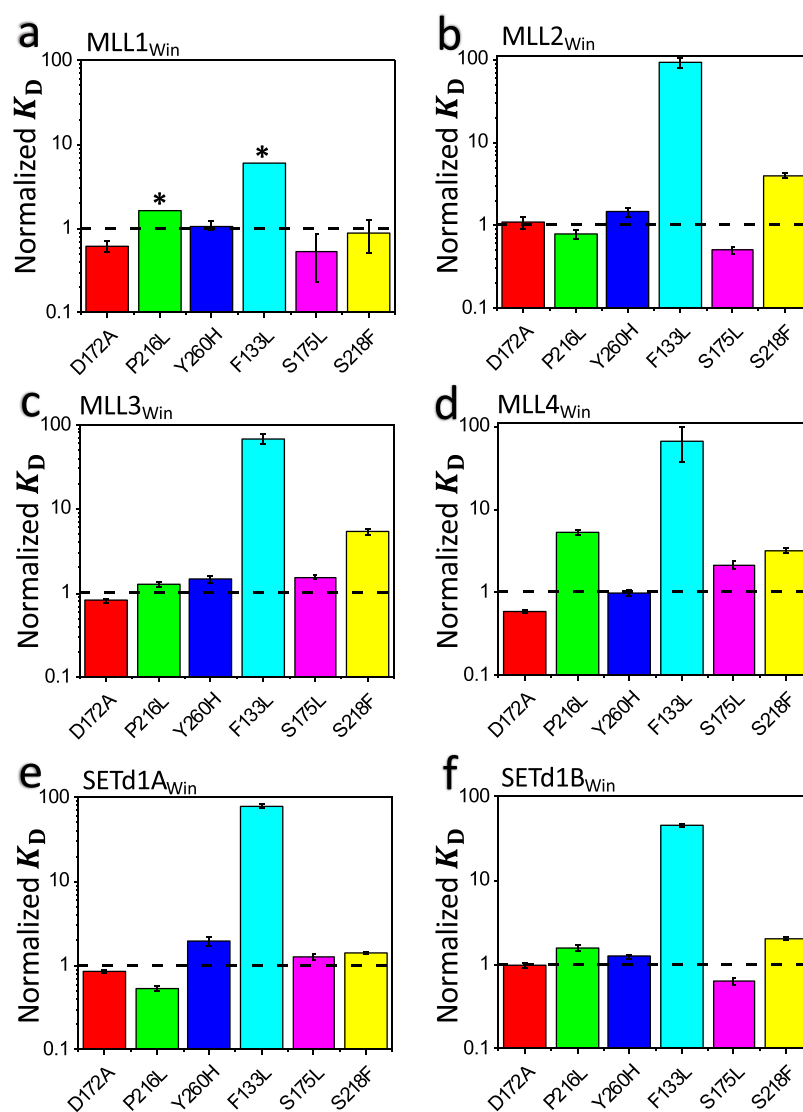 a MLL1Win
Normalized KD
100
10
1
0.1
* *
D172A P216L Y260H F133L S175L S218F
b MLL2Win
Normalized KD
100
10
1
0.1
D172A P216L Y260H F133L S175L S218F
c MLL3Win
Normalized KD
100
10
1
0.1
D172A P216L Y260H F133L S175L S218F
d MLL4Win
Normalized KD
100
10
1
0.1
D172A P216L Y260H F133L S175L S218F
e SETd1AWin
Normalized KD
100
10
1
0.1
D172A P216L Y260H F133L S175L S218F
f SETd1BWin
Normalized KD
100
10
1
0.1
D172A P216L Y260H F133L S175L S218F